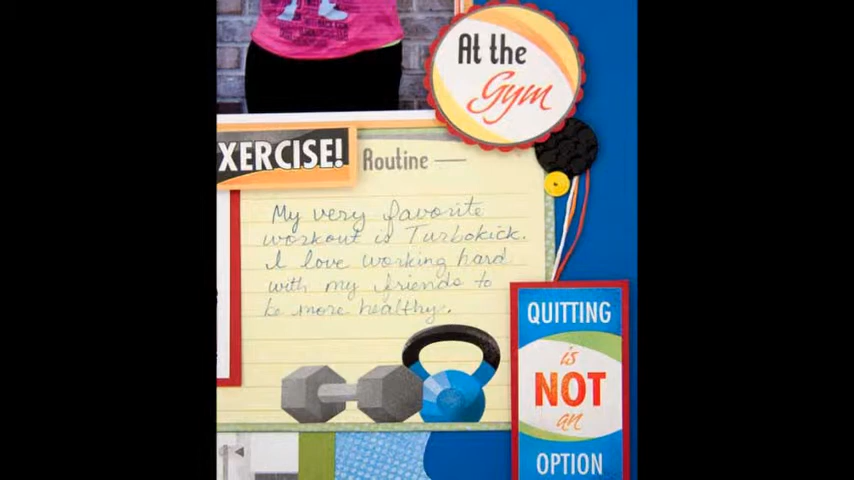 At the
Gym
XERCISE!
Routine
My very favorite
workout is Turbokick.
I love working hard
with my friends to
be more healthy.
QUITTING
is
NOT
an
OPTION